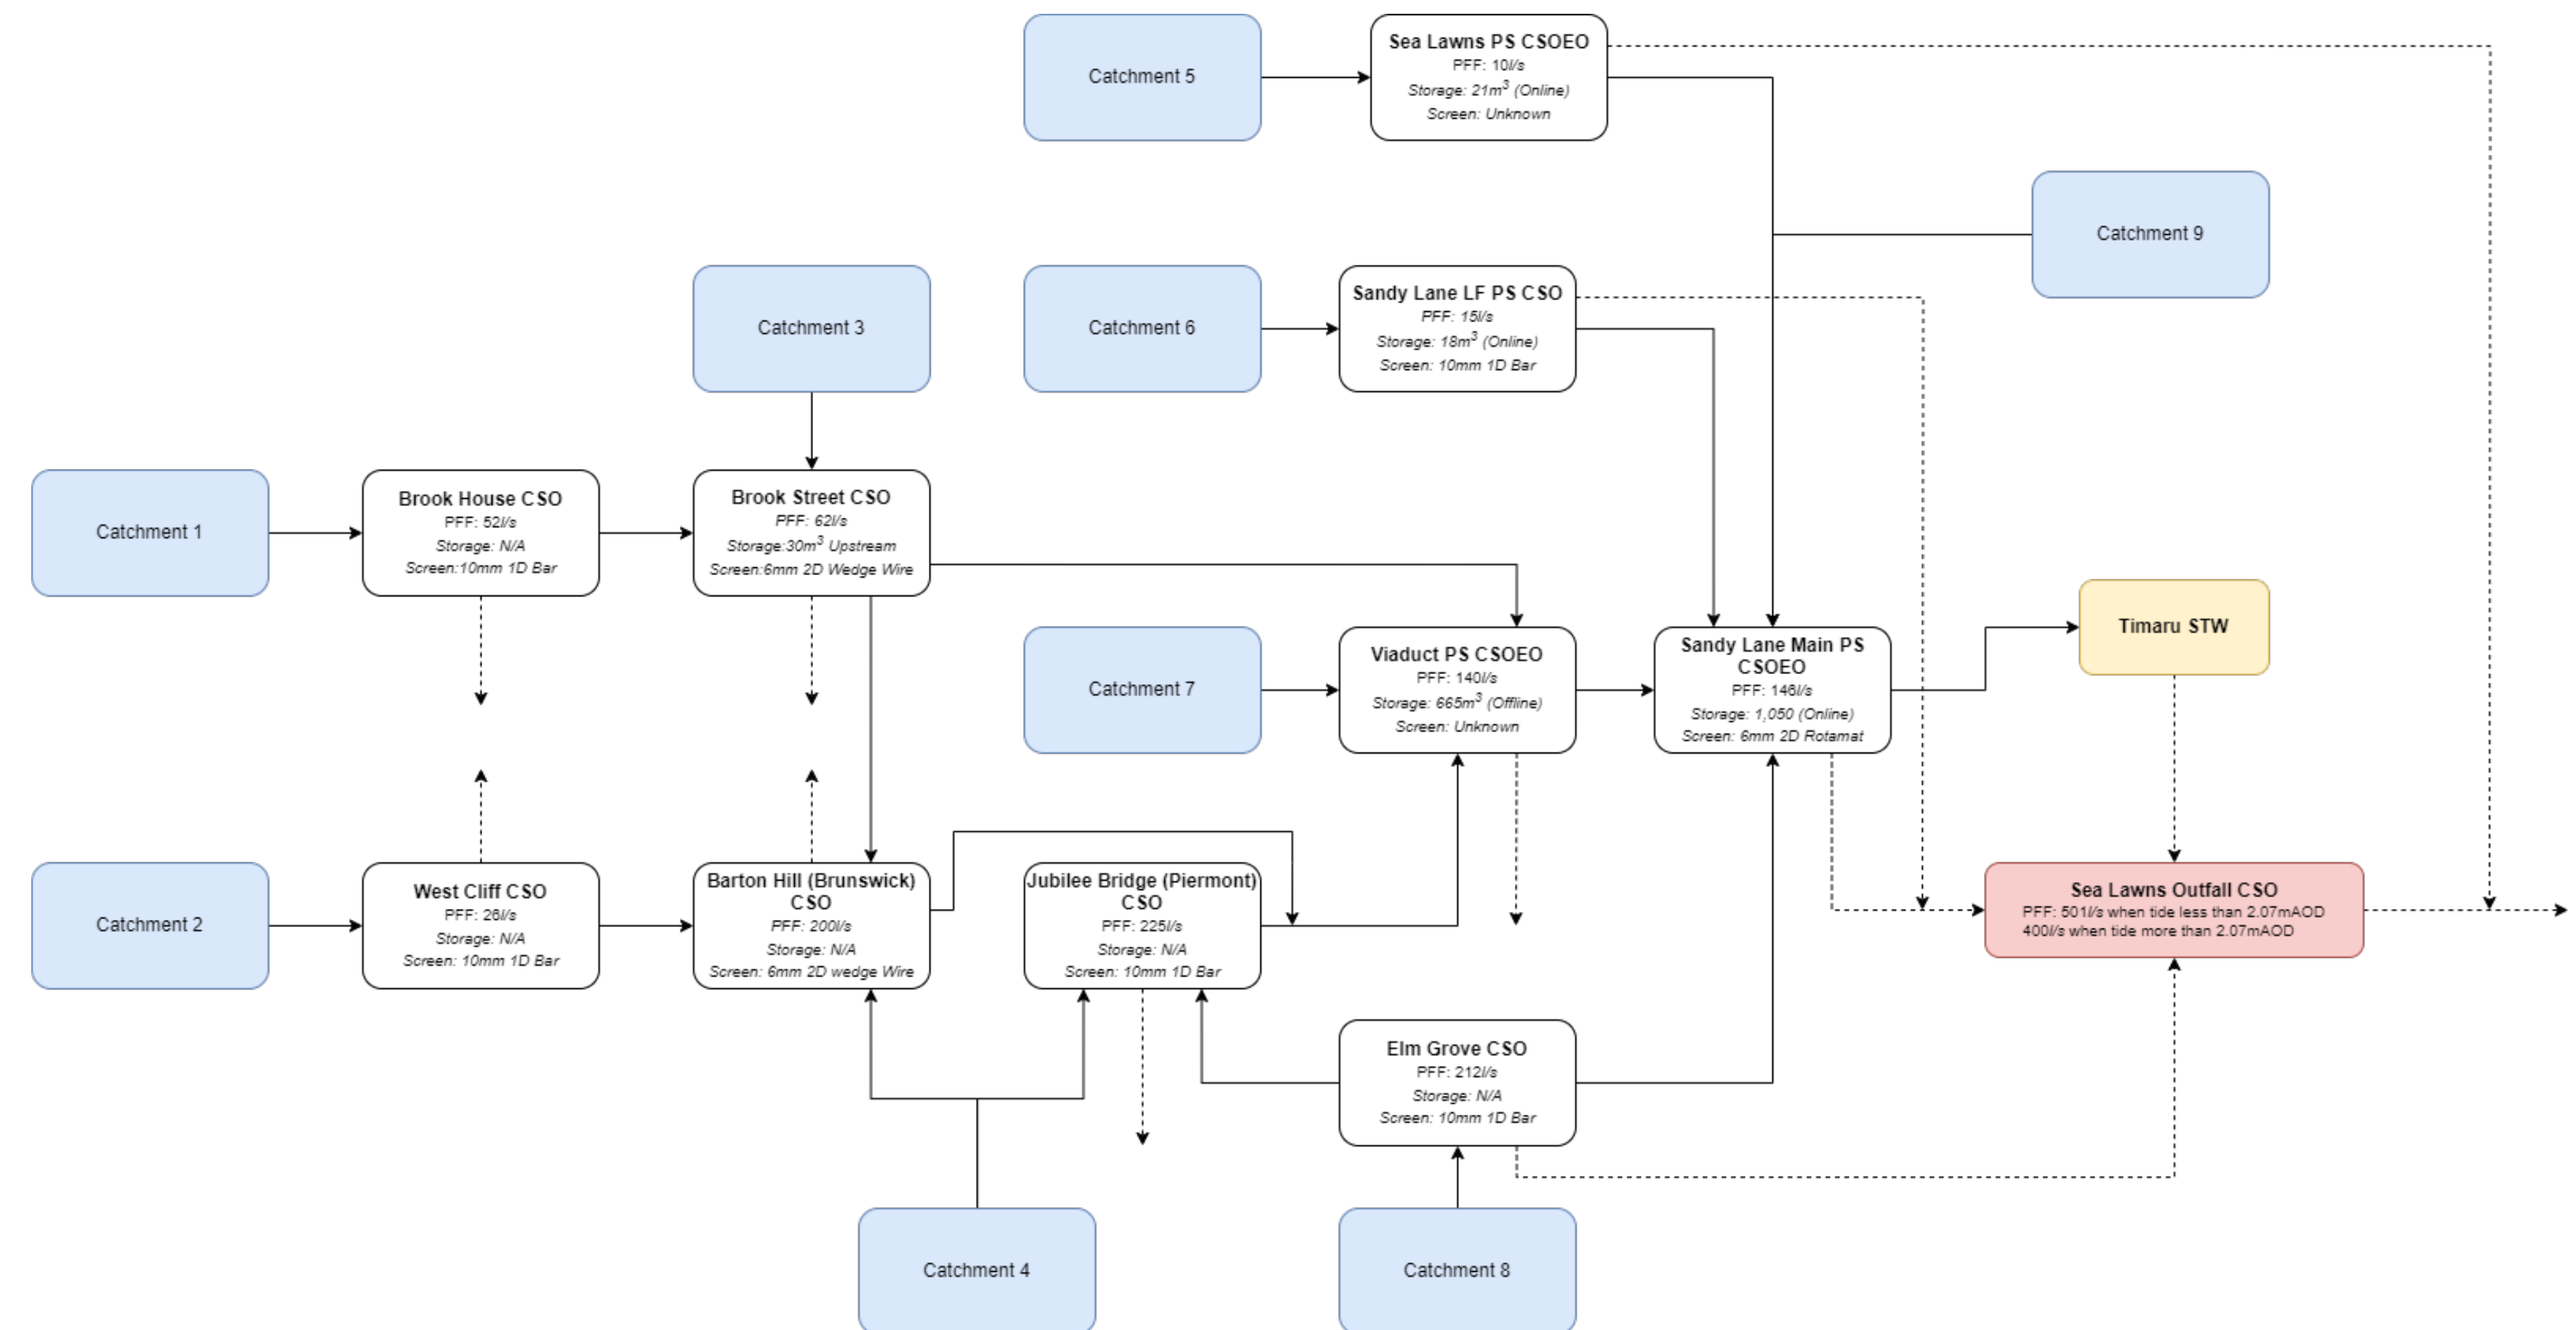 Catchment 5
Sea Lawns PS CSOEO
PFF: 10l/s
Storage: 21m³ (Online)
Screen: Unknown
Catchment 9
Catchment 3
Catchment 6
Sandy Lane LF PS CSO
PFF: 15l/s
Storage: 18m³ (Online)
Screen: 10mm 1D Bar
Catchment 1
Brook House CSO
PFF: 52l/s
Storage: N/A
Screen:10mm 1D Bar
Brook Street CSO
PFF: 62l/s
Storage:30m³ Upstream
Screen:6mm 2D Wedge Wire
Catchment 7
Viaduct PS CSOEO
PFF: 140l/s
Storage: 665m³ (Offline)
Screen: Unknown
Sandy Lane Main PS
CSOEO
PFF: 146l/s
Storage: 1,050 (Online)
Screen: 6mm 2D Rotamat
Timaru STW
Catchment 2
West Cliff CSO
PFF: 26l/s
Storage: N/A
Screen: 10mm 1D Bar
Barton Hill (Brunswick)
CSO
PFF: 200l/s
Storage: N/A
Screen: 6mm 2D wedge Wire
Jubilee Bridge (Piermont)
CSO
PFF: 225l/s
Storage: N/A
Screen: 10mm 1D Bar
Sea Lawns Outfall CSO
PFF: 501l/s when tide less than 2.07mAOD
400l/s when tide more than 2.07mAOD
Elm Grove CSO
PFF: 212l/s
Storage: N/A
Screen: 10mm 1D Bar
Catchment 4
Catchment 8